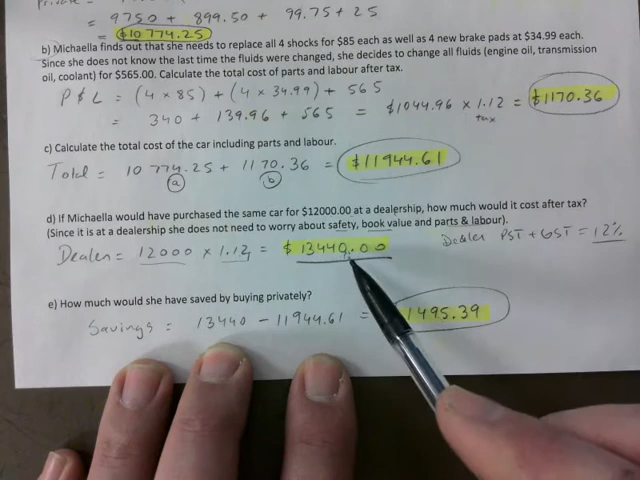 = 9750 + 899.50 + 99.75 + 25
= $10 774.25
b) Michaella finds out that she needs to replace all 4 shocks for $85 each as well as 4 new brake pads at $34.99 each.
Since she does not know the last time the fluids were changed, she decides to change all fluids (engine oil, transmission
oil, coolant) for $565.00. Calculate the total cost of parts and labour after tax.
P & L = (4 x 85) + (4 x 34.99) + 565
= 340 + 139.96 + 565 = $1044.96 x 1.12 = $1170.36
tax
c) Calculate the total cost of the car including parts and labour.
Total = 10 774.25 + 1170.36 = $11944.61
a b
d) If Michaella would have purchased the same car for $12000.00 at a dealership, how much would it cost after tax?
(Since it is at a dealership she does not need to worry about safety, book value and parts & labour).
Dealer PST + GST = 12%
Dealer = 12000 x 1.12 = $13440.00
e) How much would she have saved by buying privately?
Savings = 13440 - 11944.61 = 1495.39